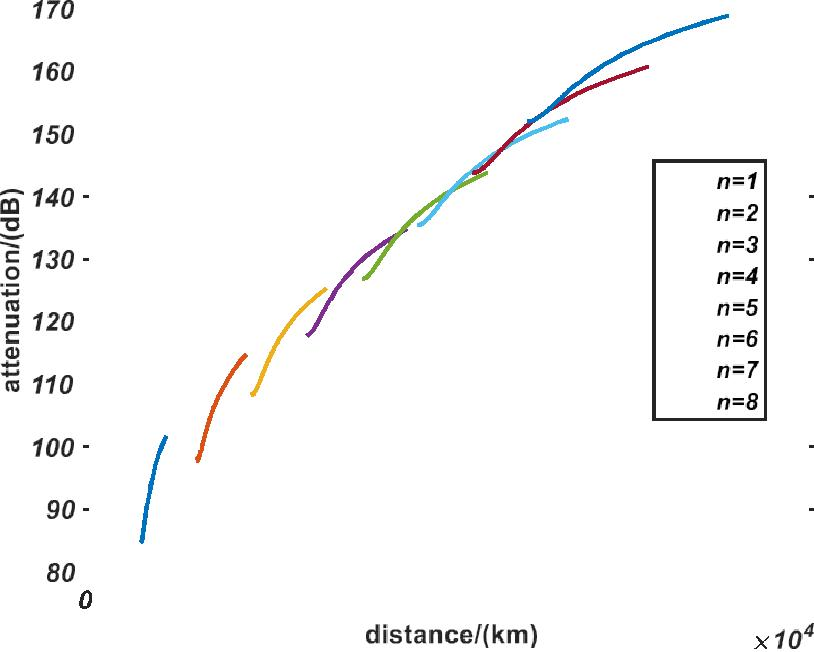 170
160
150
140
130
120
110
100
90
80
0
attenuation/(dB)
distance/(km)
×10⁴
n=1
n=2
n=3
n=4
n=5
n=6
n=7
n=8